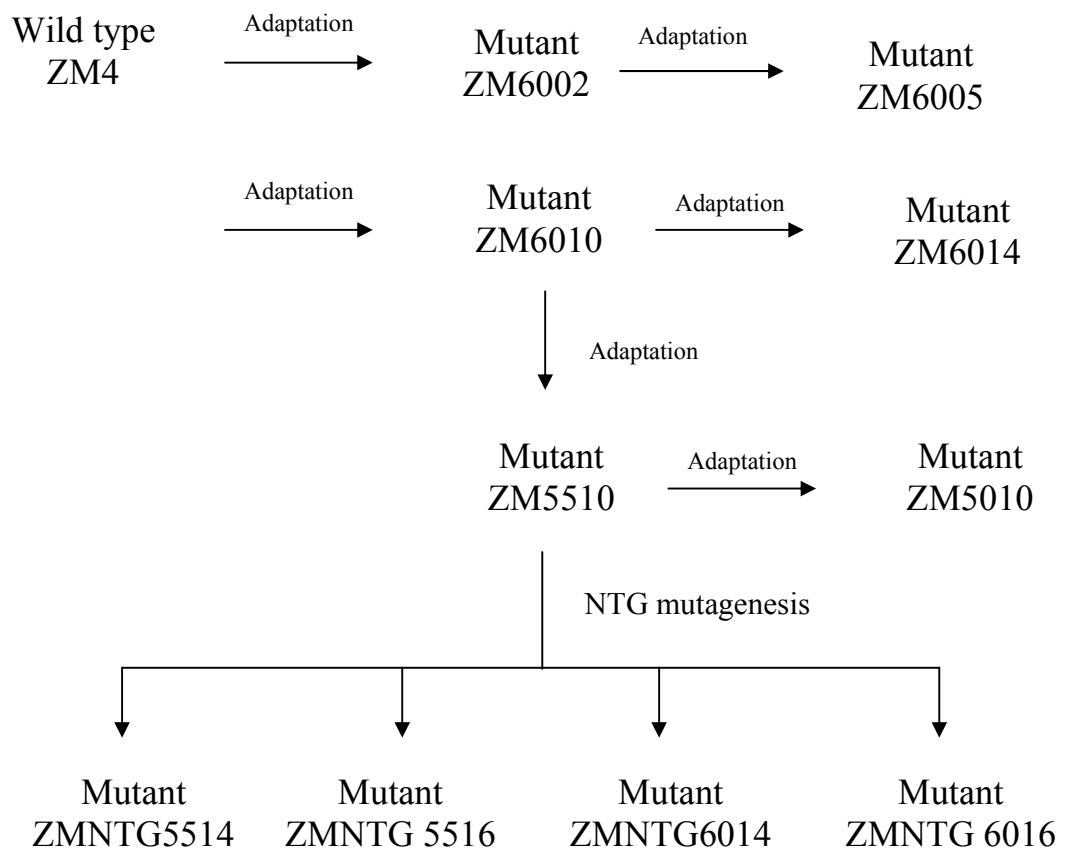 Wild type
ZM4
Adaptation
Mutant
ZM6002
Adaptation
Mutant
ZM6005
Adaptation
Mutant
ZM6010
Adaptation
Mutant
ZM6014
Adaptation
Mutant
ZM5510
Adaptation
Mutant
ZM5010
NTG mutagenesis
Mutant
ZMNTG5514
Mutant
ZMNTG 5516
Mutant
ZMNTG6014
Mutant
ZMNTG 6016